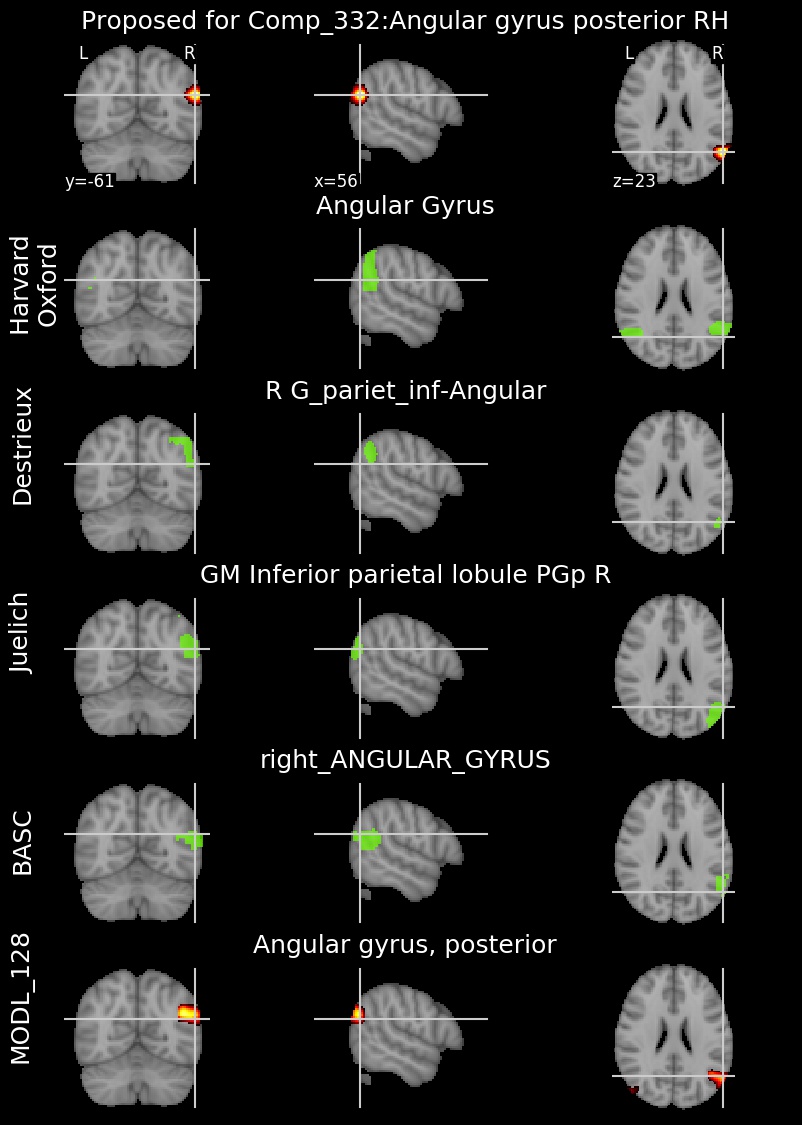 Proposed for Comp_332:Angular gyrus posterior RH
L R L R
y=-61 x=56 z=23
Angular Gyrus
Harvard
Oxford
R G_pariet_inf-Angular
Destrieux
GM Inferior parietal lobule PGp R
Juelich
right_ANGULAR_GYRUS
BASC
Angular gyrus, posterior
MODL_128